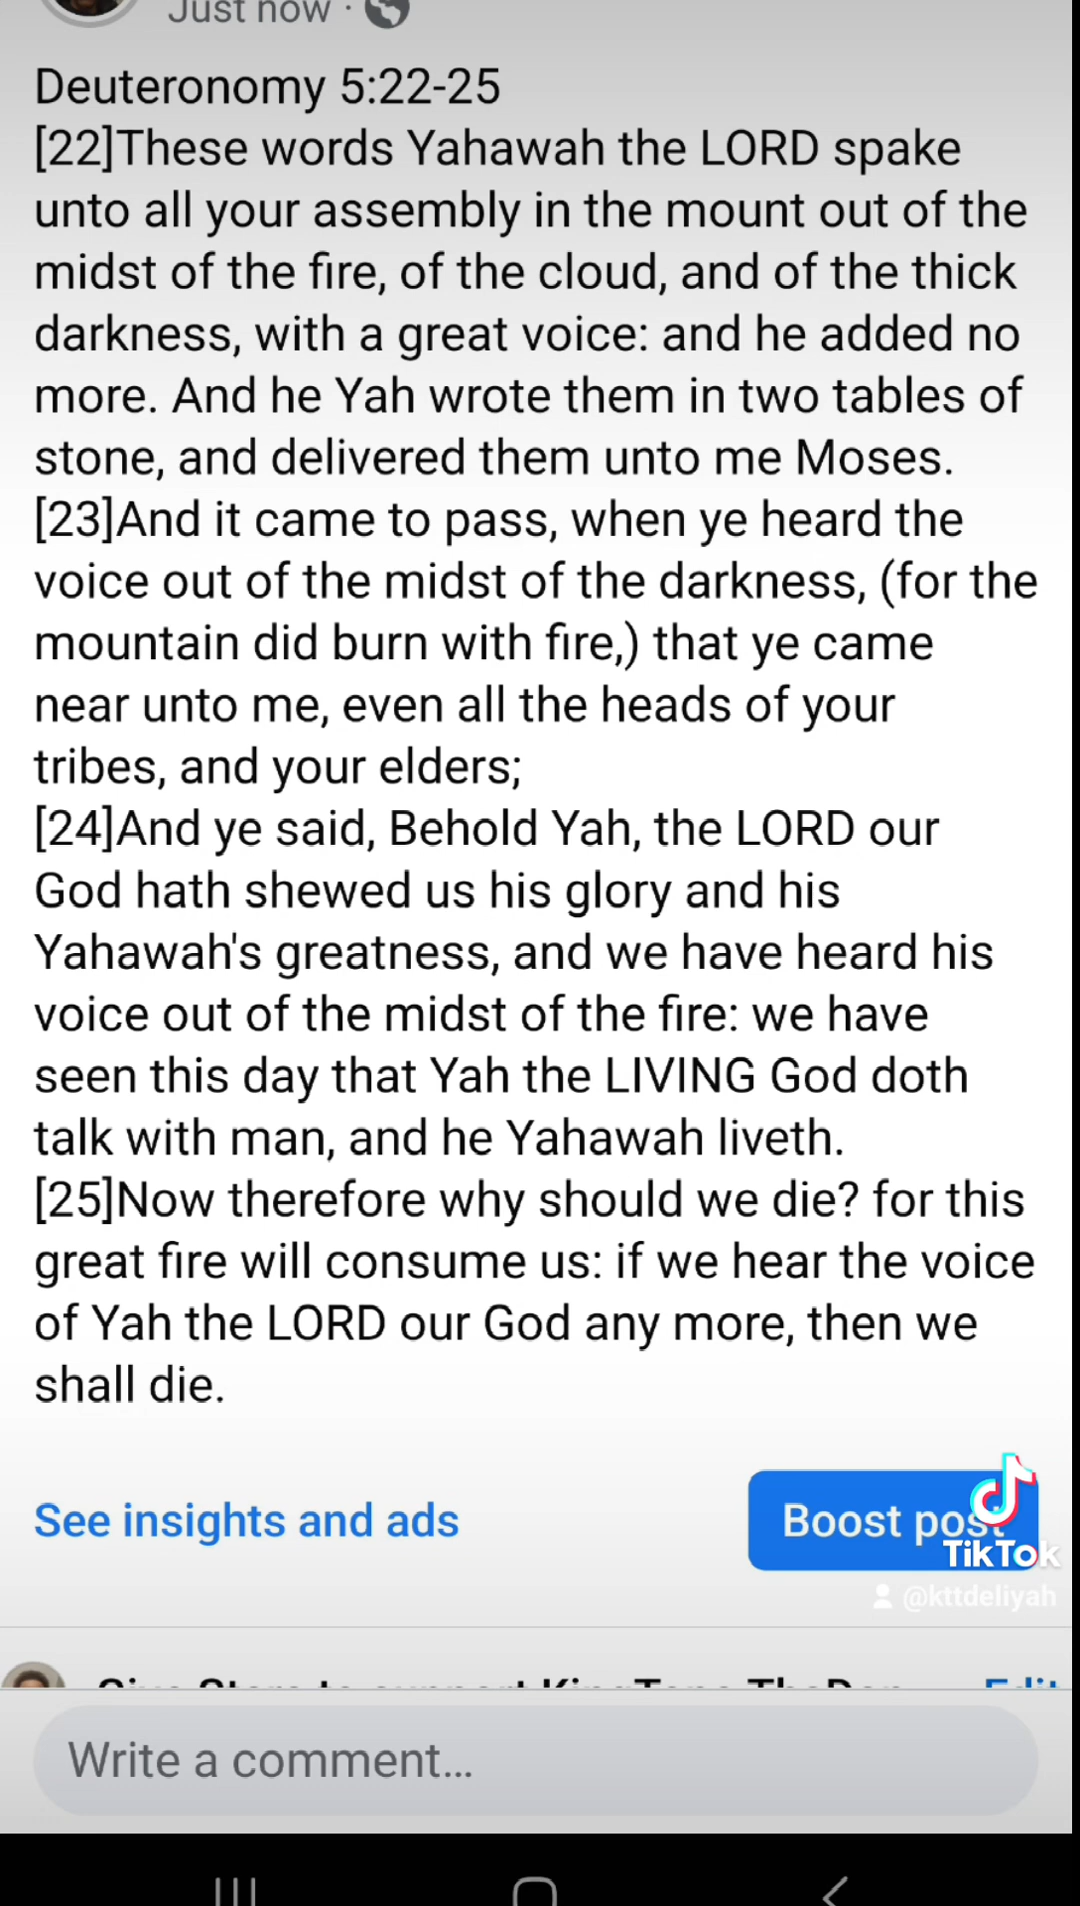 Just now ·
Deuteronomy 5:22-25
[22]These words Yahawah the LORD spake
unto all your assembly in the mount out of the
midst of the fire, of the cloud, and of the thick
darkness, with a great voice: and he added no
more. And he Yah wrote them in two tables of
stone, and delivered them unto me Moses.
[23]And it came to pass, when ye heard the
voice out of the midst of the darkness, (for the
mountain did burn with fire,) that ye came
near unto me, even all the heads of your
tribes, and your elders;
[24]And ye said, Behold Yah, the LORD our
God hath shewed us his glory and his
Yahawah's greatness, and we have heard his
voice out of the midst of the fire: we have
seen this day that Yah the LIVING God doth
talk with man, and he Yahawah liveth.
[25]Now therefore why should we die? for this
great fire will consume us: if we hear the voice
of Yah the LORD our God any more, then we
shall die.
See insights and ads
Boost post
TikTok
@kttdeliyah
Give Stars to support
Edit
Write a comment...